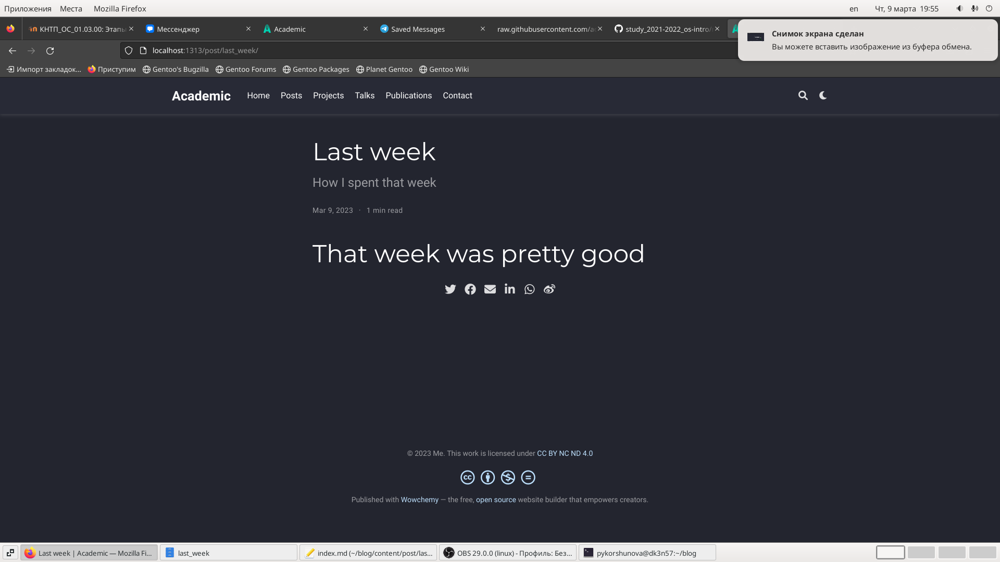 Приложения Места Mozilla Firefox en Чт, 9 марта 19:55
КНТП_ОС_01.03.00: Этапы Мессенджер Academic Saved Messages raw.githubusercontent.com/ac study_2021-2022_os-intro/
Снимок экрана сделан
Вы можете вставить изображение из буфера обмена.
localhost:1313/post/last_week/
Импорт закладок... Приступим Gentoo's Bugzilla Gentoo Forums Gentoo Packages Planet Gentoo Gentoo Wiki
Academic Home Posts Projects Talks Publications Contact
Last week
How I spent that week
Mar 9, 2023 · 1 min read
That week was pretty good
© 2023 Me. This work is licensed under CC BY NC ND 4.0
Published with Wowchemy — the free, open source website builder that empowers creators.
Last week | Academic — Mozilla Fi... last_week index.md (~/blog/content/post/las... OBS 29.0.0 (linux) - Профиль: Без... pykorshunova@dk3n57:~/blog